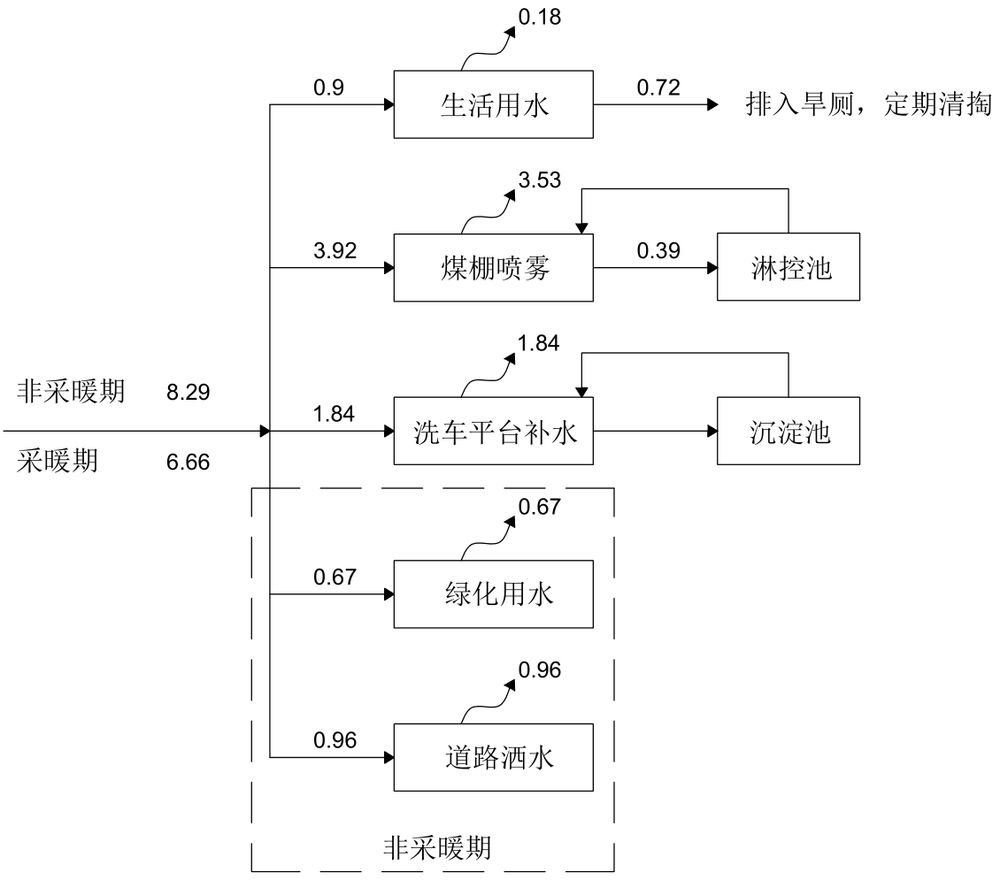 0.18
0.9
生活用水
0.72
排入旱厕，定期清掏
3.53
3.92
煤棚喷雾
0.39
淋控池
1.84
非采暖期 8.29
1.84
洗车平台补水
沉淀池
采暖期 6.66
0.67
0.67
绿化用水
0.96
0.96
道路洒水
非采暖期